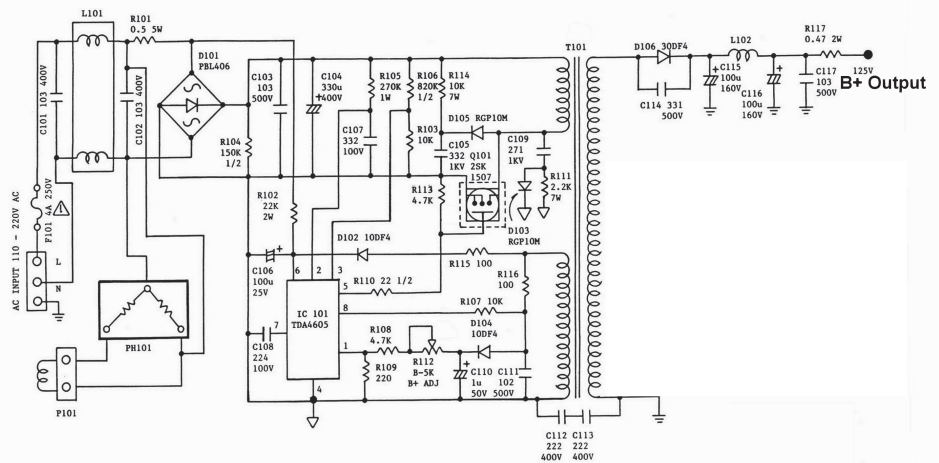 L101
R101
0.5 5W
D101
PBL406
C101 103 400V
C102 103 400V
C103
103
500V
C104
330u
400V
R105
270K
1W
R106
820K
1/2
R114
10K
7W
T101
D106 30DF4
L102
R117
0.47 2W
C115
100u
160V
C116
100u
160V
C117
103
500V
125V
B+ Output
C114 331
500V
R104
150K
1/2
C107
332
100V
R103
10K
D105 RGP10M
C105
332
1KV
Q101
2SK
1507
C109
271
1KV
R111
2.2K
7W
R102
22K
2W
R113
4.7K
D103
RGP10M
F101 4A 250V
AC INPUT 110 - 220V AC
L
N
D102 10DF4
R115 100
C106
100u
25V
6
2
3
5
R110 22 1/2
R116
100
IC 101
TDA4605
8
R107 10K
7
C108
224
100V
1
R108
4.7K
D104
10DF4
R109
220
R112
B-5K
B+ ADJ
C110
1u
50V
C111
102
500V
4
PH101
P101
C112
222
400V
C113
222
400V